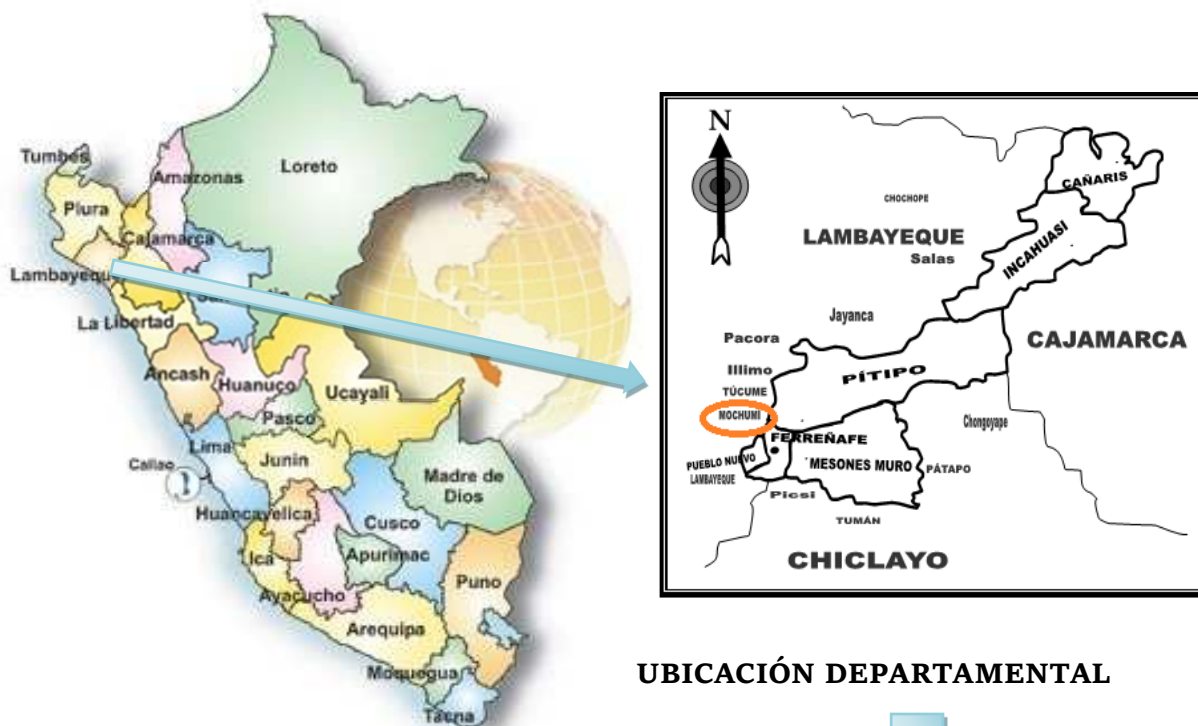 Tumbes
Piura
Amazonas
Loreto
Cajamarca
Lambayeque
La Libertad
Ancash
Huanuco
Ucayali
Pasco
Lima
Callao
Junin
Madre de
Dios
Huancavelica
Cusco
Ica
Apurimac
Ayacucho
Puno
Arequipa
Moquegua
Tacna
N
CAÑARIS
CHOCHOPE
LAMBAYEQUE
Salas
INCAHUASI
Jayanca
Pacora
CAJAMARCA
Illimo
PÍTIPO
TÚCUME
MOCHUMI
Chongoyape
FERREÑAFE
PUEBLO NUEVO
MESONES MURO
PÁTAPO
LAMBAYEQUE
Picsi
TUMÁN
CHICLAYO
UBICACIÓN DEPARTAMENTAL